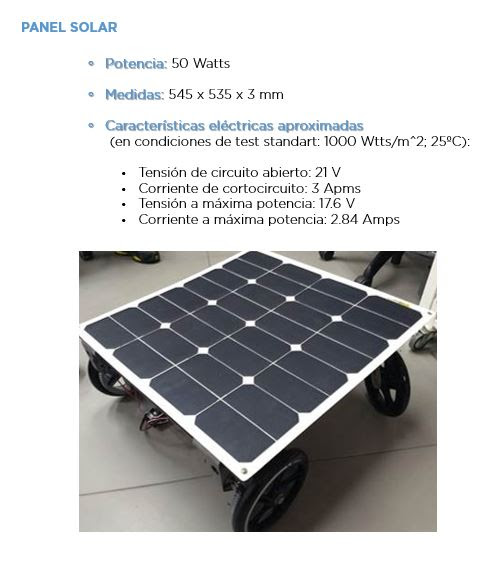 PANEL SOLAR
Potencia: 50 Watts
Medidas: 545 x 535 x 3 mm
Características eléctricas aproximadas
(en condiciones de test standart: 1000 Wtts/m^2; 25ºC):
Tensión de circuito abierto: 21 V
Corriente de cortocircuito: 3 Apms
Tensión a máxima potencia: 17.6 V
Corriente a máxima potencia: 2.84 Amps